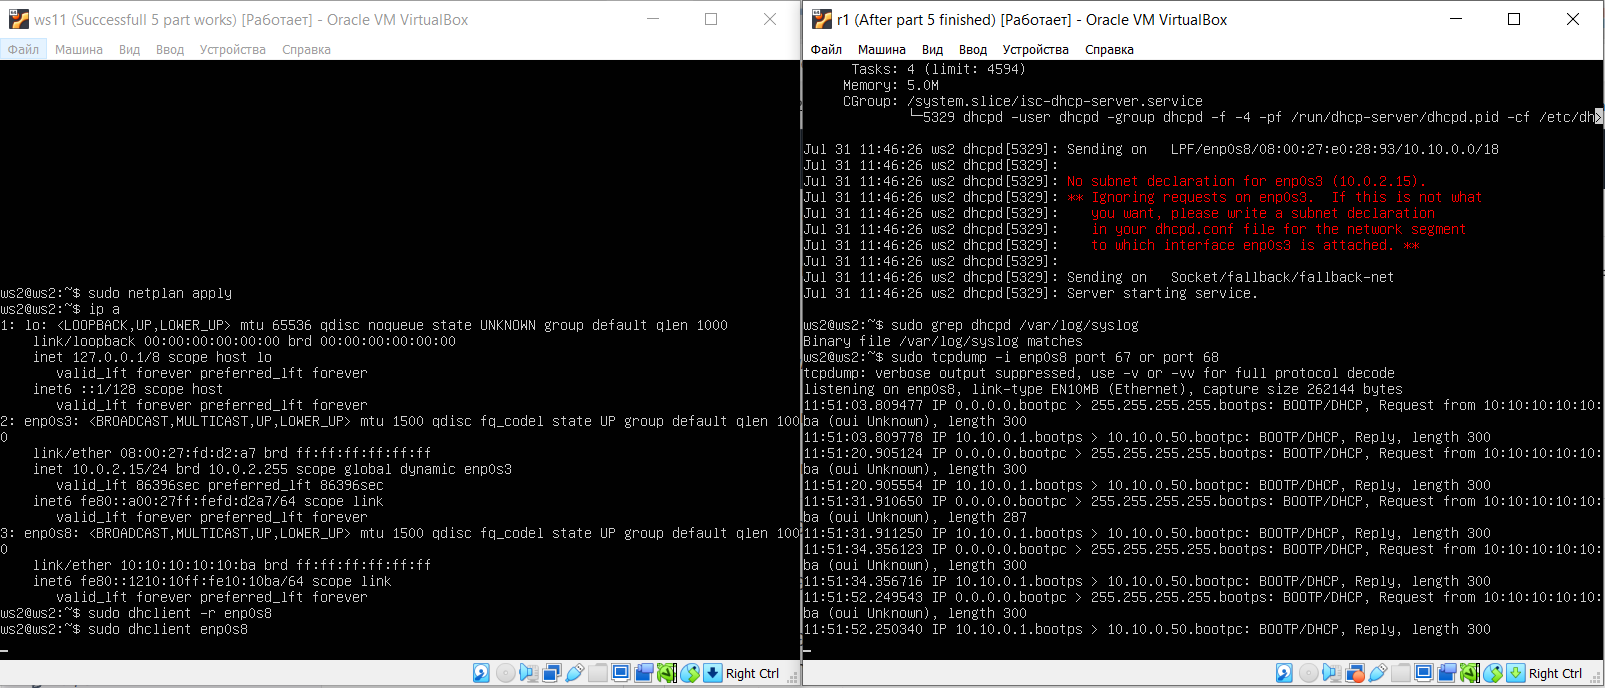 ws11 (Successfull 5 part works) [Работает] - Oracle VM VirtualBox
Файл Машина Вид Ввод Устройства Справка
ws2@ws2:~$ sudo netplan apply
ws2@ws2:~$ ip a
1: lo: <LOOPBACK,UP,LOWER_UP> mtu 65536 qdisc noqueue state UNKNOWN group default qlen 1000
link/loopback 00:00:00:00:00:00 brd 00:00:00:00:00:00
inet 127.0.0.1/8 scope host lo
valid_lft forever preferred_lft forever
inet6 ::1/128 scope host
valid_lft forever preferred_lft forever
2: enp0s3: <BROADCAST,MULTICAST,UP,LOWER_UP> mtu 1500 qdisc fq_codel state UP group default qlen 100
0
link/ether 08:00:27:fd:d2:a7 brd ff:ff:ff:ff:ff:ff
inet 10.0.2.15/24 brd 10.0.2.255 scope global dynamic enp0s3
valid_lft 86396sec preferred_lft 86396sec
inet6 fe80::a00:27ff:fefd:d2a7/64 scope link
valid_lft forever preferred_lft forever
3: enp0s8: <BROADCAST,MULTICAST,UP,LOWER_UP> mtu 1500 qdisc fq_codel state UP group default qlen 100
0
link/ether 10:10:10:10:10:ba brd ff:ff:ff:ff:ff:ff
inet6 fe80::1210:10ff:fe10:10ba/64 scope link
valid_lft forever preferred_lft forever
ws2@ws2:~$ sudo dhclient -r enp0s8
ws2@ws2:~$ sudo dhclient enp0s8
Right Ctrl
r1 (After part 5 finished) [Работает] - Oracle VM VirtualBox
Файл Машина Вид Ввод Устройства Справка
Tasks: 4 (limit: 4594)
Memory: 5.0M
CGroup: /system.slice/isc-dhcp-server.service
└─5329 dhcpd -user dhcpd -group dhcpd -f -4 -pf /run/dhcp-server/dhcpd.pid -cf /etc/dh>
Jul 31 11:46:26 ws2 dhcpd[5329]: Sending on   LPF/enp0s8/08:00:27:e0:28:93/10.10.0.0/18
Jul 31 11:46:26 ws2 dhcpd[5329]:
Jul 31 11:46:26 ws2 dhcpd[5329]: No subnet declaration for enp0s3 (10.0.2.15).
Jul 31 11:46:26 ws2 dhcpd[5329]: ** Ignoring requests on enp0s3.  If this is not what
Jul 31 11:46:26 ws2 dhcpd[5329]:    you want, please write a subnet declaration
Jul 31 11:46:26 ws2 dhcpd[5329]:    in your dhcpd.conf file for the network segment
Jul 31 11:46:26 ws2 dhcpd[5329]:    to which interface enp0s3 is attached. **
Jul 31 11:46:26 ws2 dhcpd[5329]:
Jul 31 11:46:26 ws2 dhcpd[5329]: Sending on   Socket/fallback/fallback-net
Jul 31 11:46:26 ws2 dhcpd[5329]: Server starting service.
ws2@ws2:~$ sudo grep dhcpd /var/log/syslog
Binary file /var/log/syslog matches
ws2@ws2:~$ sudo tcpdump -i enp0s8 port 67 or port 68
tcpdump: verbose output suppressed, use -v or -vv for full protocol decode
listening on enp0s8, link-type EN10MB (Ethernet), capture size 262144 bytes
11:51:03.809477 IP 0.0.0.0.bootpc > 255.255.255.255.bootps: BOOTP/DHCP, Request from 10:10:10:10:10:
ba (oui Unknown), length 300
11:51:03.809778 IP 10.10.0.1.bootps > 10.10.0.50.bootpc: BOOTP/DHCP, Reply, length 300
11:51:20.905124 IP 0.0.0.0.bootpc > 255.255.255.255.bootps: BOOTP/DHCP, Request from 10:10:10:10:10:
ba (oui Unknown), length 300
11:51:20.905554 IP 10.10.0.1.bootps > 10.10.0.50.bootpc: BOOTP/DHCP, Reply, length 300
11:51:31.910650 IP 0.0.0.0.bootpc > 255.255.255.255.bootps: BOOTP/DHCP, Request from 10:10:10:10:10:
ba (oui Unknown), length 287
11:51:31.911250 IP 10.10.0.1.bootps > 10.10.0.50.bootpc: BOOTP/DHCP, Reply, length 300
11:51:34.356123 IP 0.0.0.0.bootpc > 255.255.255.255.bootps: BOOTP/DHCP, Request from 10:10:10:10:10:
ba (oui Unknown), length 300
11:51:34.356716 IP 10.10.0.1.bootps > 10.10.0.50.bootpc: BOOTP/DHCP, Reply, length 300
11:51:52.249543 IP 0.0.0.0.bootpc > 255.255.255.255.bootps: BOOTP/DHCP, Request from 10:10:10:10:10:
ba (oui Unknown), length 300
11:51:52.250340 IP 10.10.0.1.bootps > 10.10.0.50.bootpc: BOOTP/DHCP, Reply, length 300
Right Ctrl